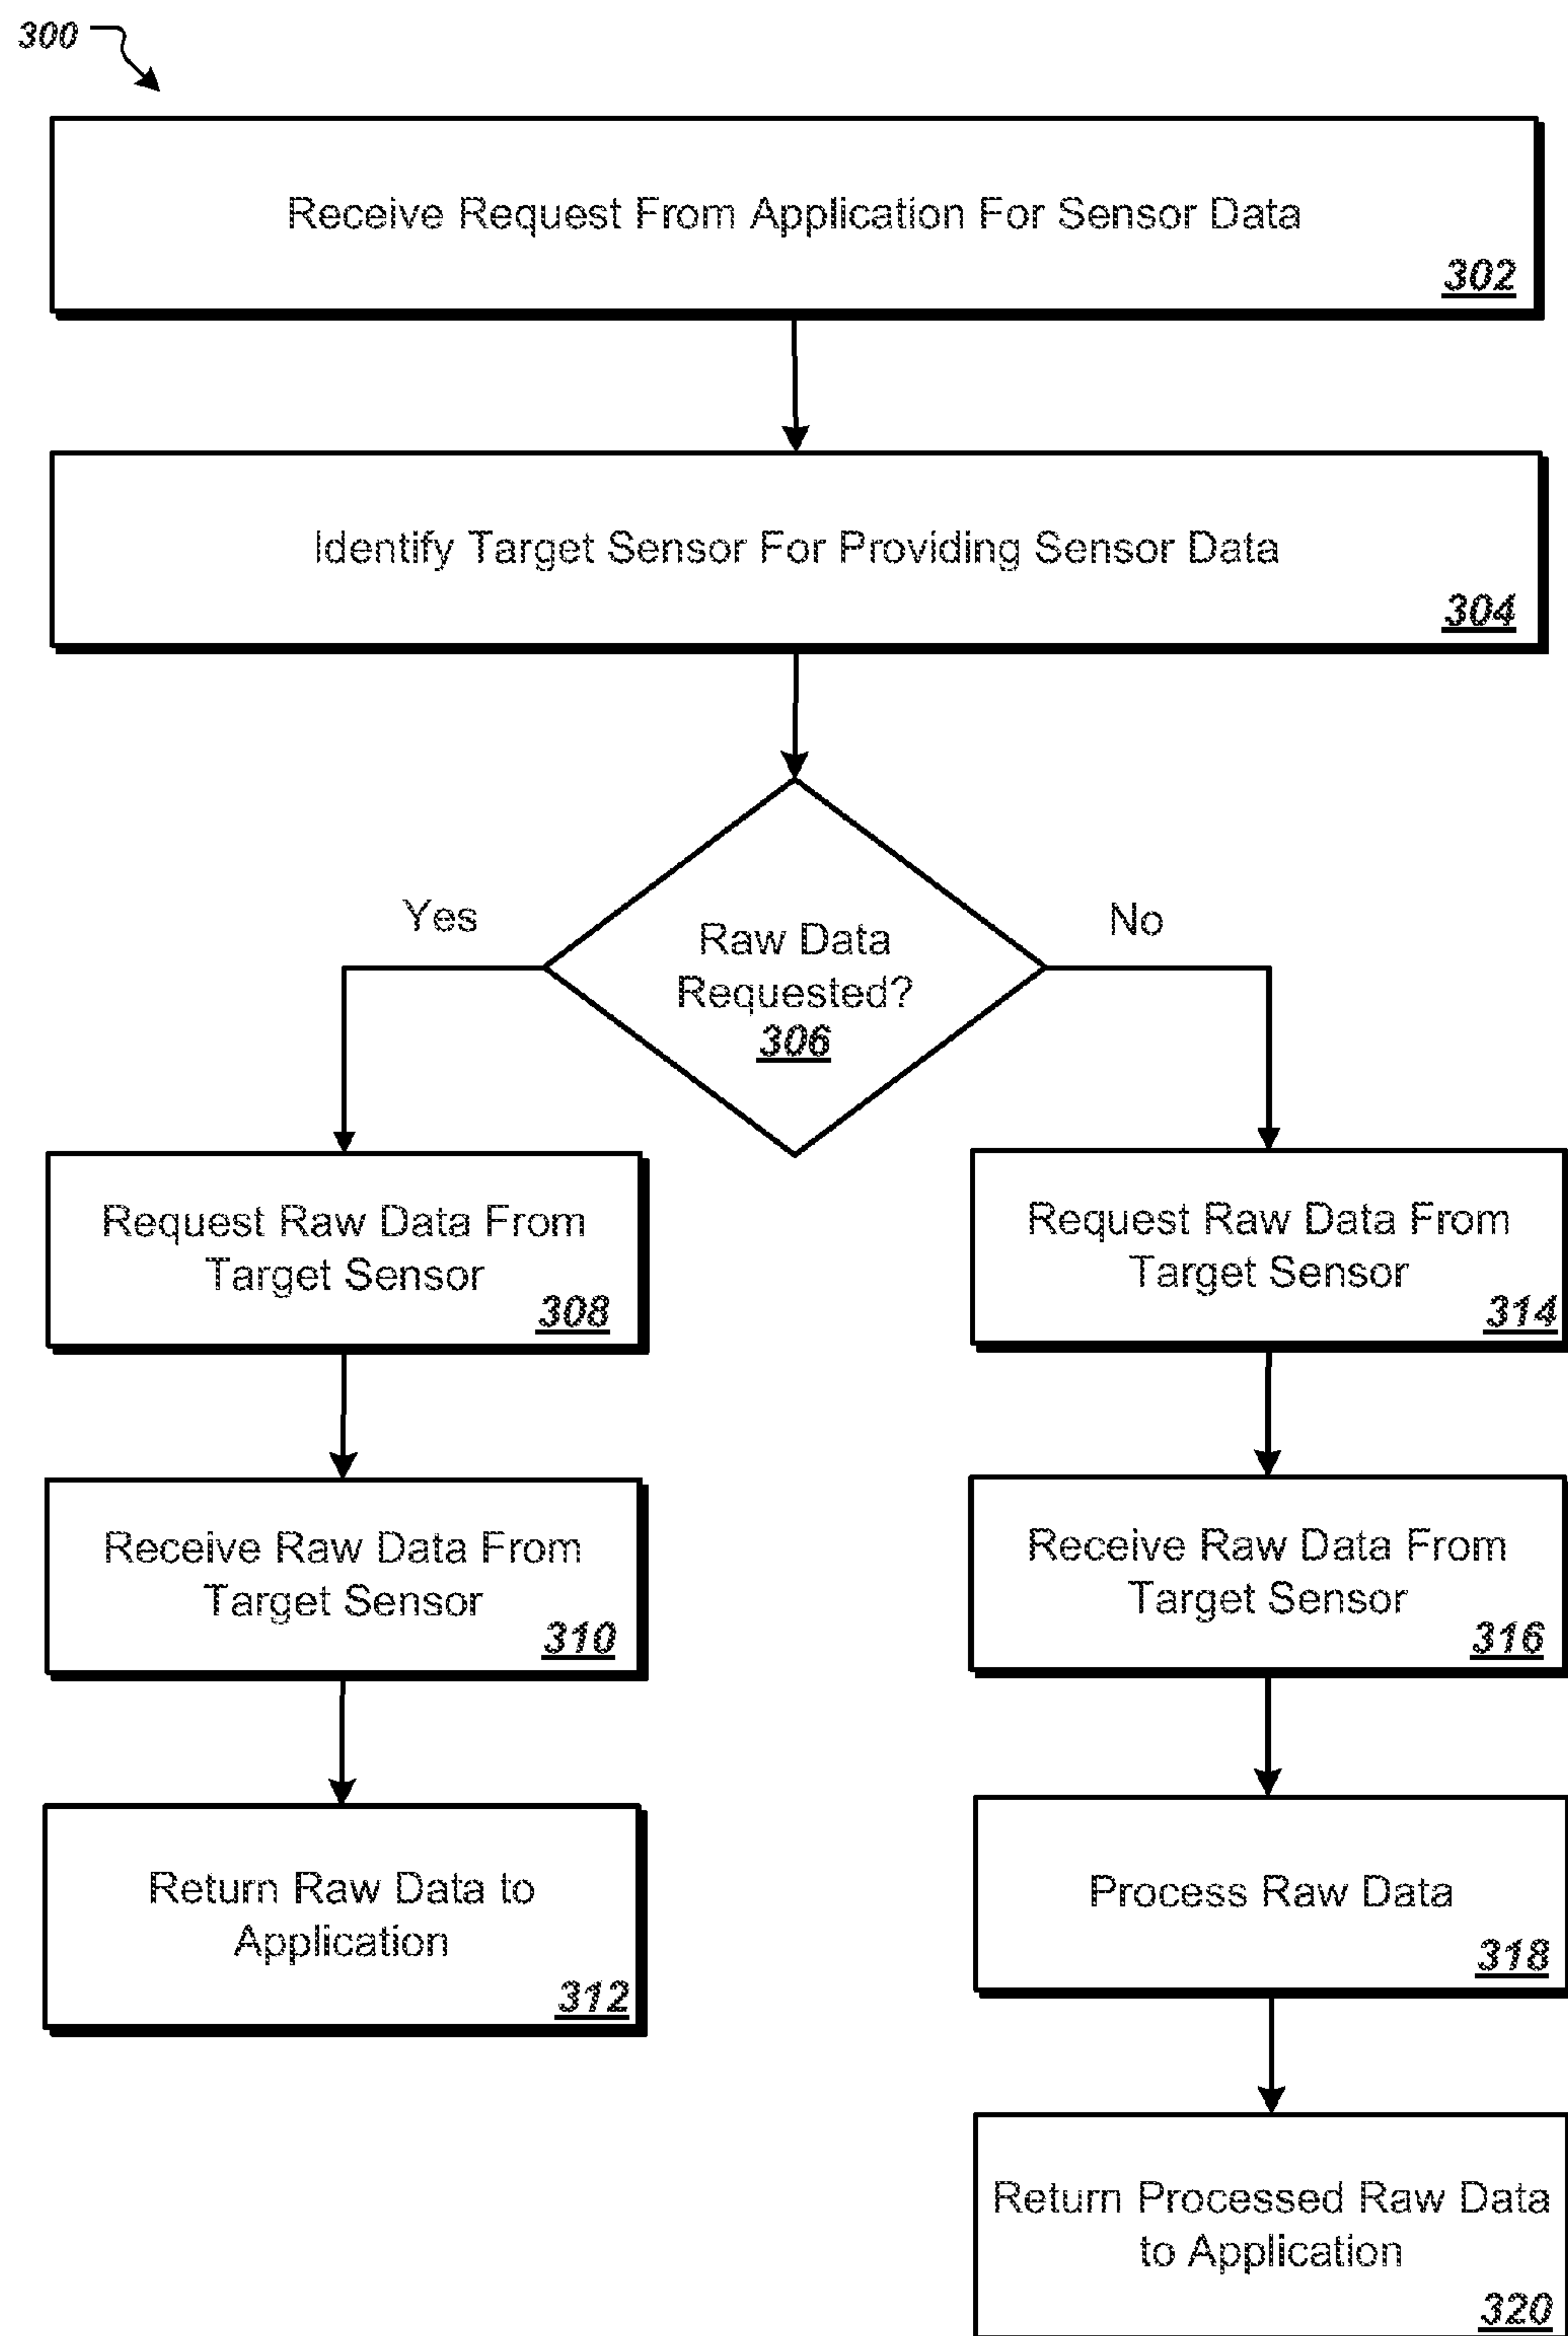 300
Receive Request From Application For Sensor Data
302
Identify Target Sensor For Providing Sensor Data
304
Yes
No
Raw Data
Requested?
306
Request Raw Data From
Target Sensor
308
Receive Raw Data From
Target Sensor
310
Return Raw Data to
Application
312
Request Raw Data From
Target Sensor
314
Receive Raw Data From
Target Sensor
316
Process Raw Data
318
Return Processed Raw Data
to Application
320